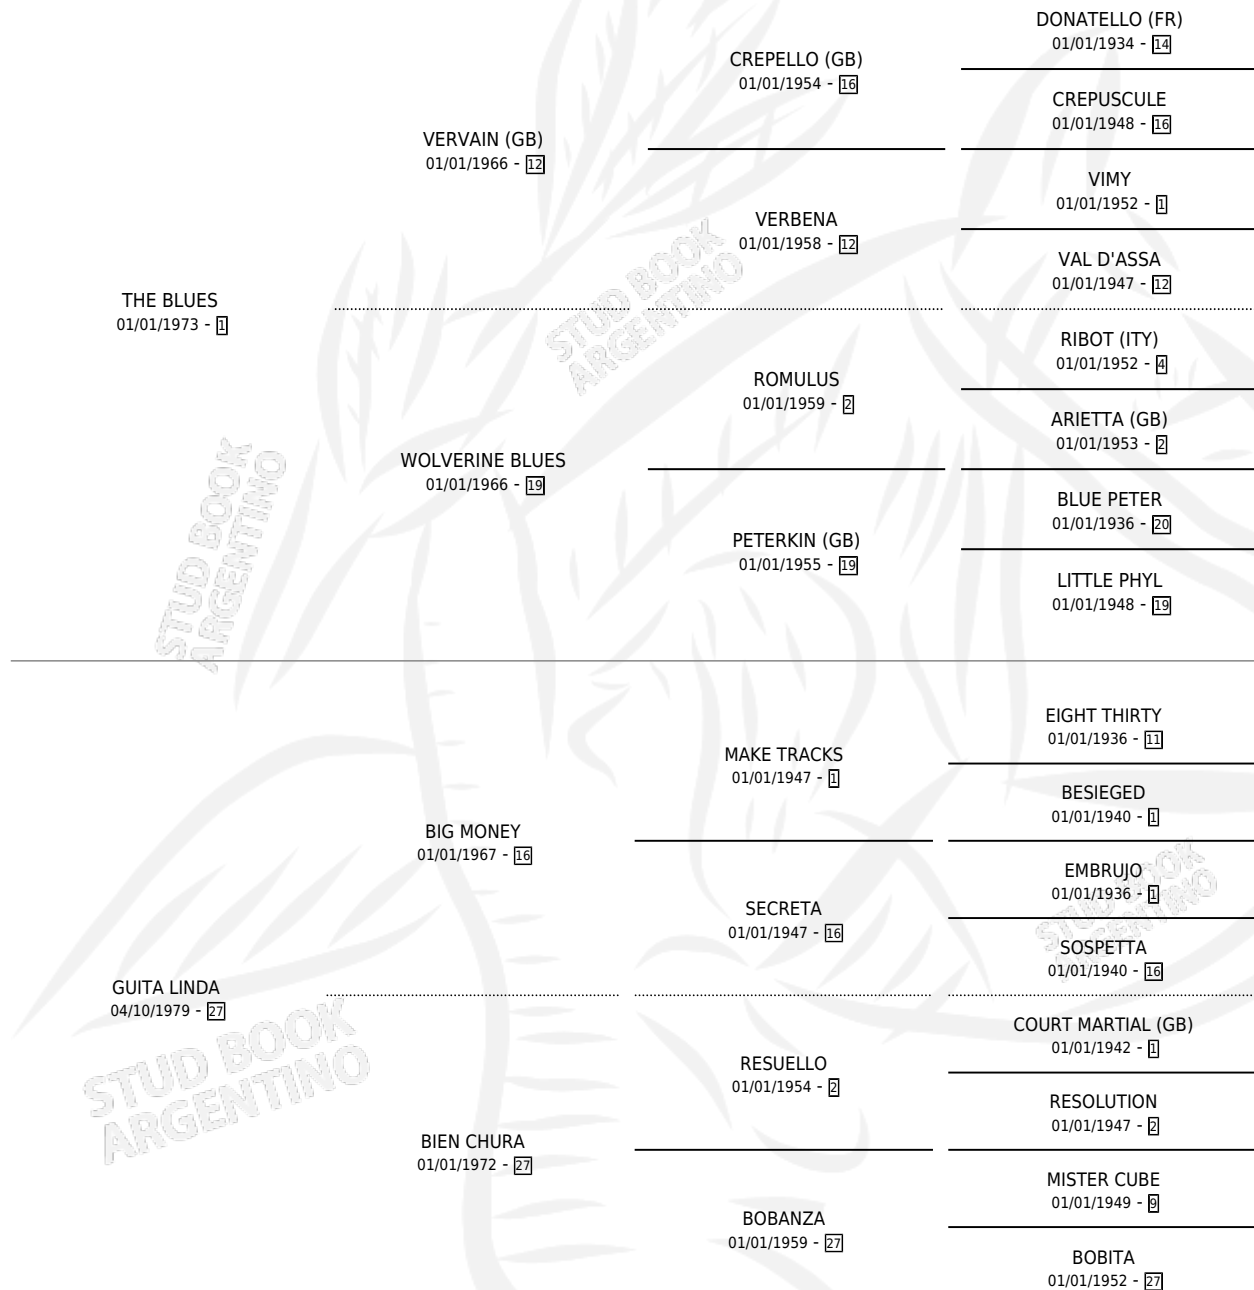 DONATELLO (FR)
01/01/1934 - 14
CREPELLO (GB)
01/01/1954 - 16
CREPUSCULE
01/01/1948 - 16
VERVAIN (GB)
01/01/1966 - 12
VIMY
01/01/1952 - 1
VERBENA
01/01/1958 - 12
VAL D'ASSA
01/01/1947 - 12
THE BLUES
01/01/1973 - 1
RIBOT (ITY)
01/01/1952 - 4
ROMULUS
01/01/1959 - 2
ARIETTA (GB)
01/01/1953 - 2
WOLVERINE BLUES
01/01/1966 - 19
BLUE PETER
01/01/1936 - 20
PETERKIN (GB)
01/01/1955 - 19
LITTLE PHYL
01/01/1948 - 19
EIGHT THIRTY
01/01/1936 - 11
MAKE TRACKS
01/01/1947 - 1
BESIEGED
01/01/1940 - 1
BIG MONEY
01/01/1967 - 16
EMBRUJO
01/01/1936 - 1
SECRETA
01/01/1947 - 16
SOSPETTA
01/01/1940 - 16
GUITA LINDA
04/10/1979 - 27
COURT MARTIAL (GB)
01/01/1942 - 1
RESUELLO
01/01/1954 - 2
RESOLUTION
01/01/1947 - 2
BIEN CHURA
01/01/1972 - 27
MISTER CUBE
01/01/1949 - 9
BOBANZA
01/01/1959 - 27
BOBITA
01/01/1952 - 27
STUD BOOK
ARGENTINO
STUD BOOK
ARGENTINO
STUD BOOK
ARGENTINO
STUD BOOK
ARGENTINO